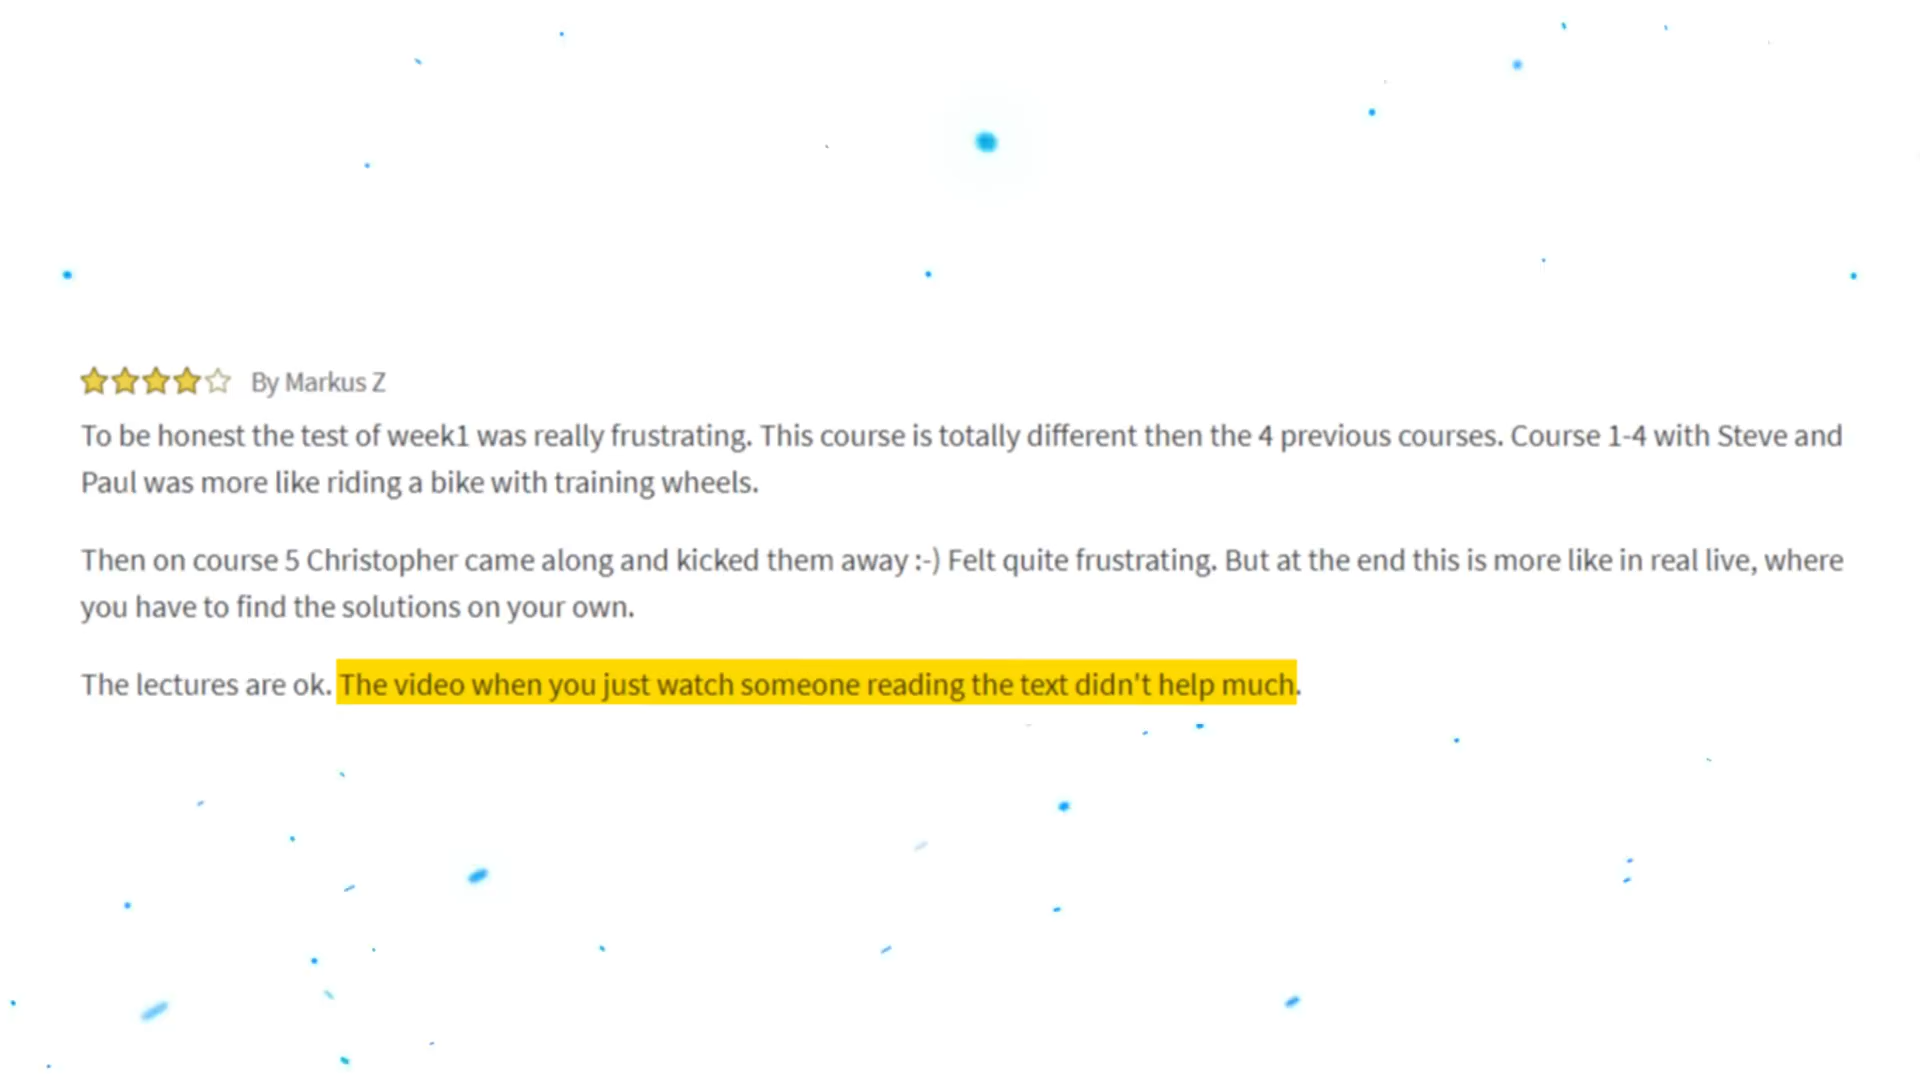 By Markus Z
To be honest the test of week1 was really frustrating. This course is totally different then the 4 previous courses. Course 1-4 with Steve and
Paul was more like riding a bike with training wheels.
Then on course 5 Christopher came along and kicked them away :-) Felt quite frustrating. But at the end this is more like in real live, where
you have to find the solutions on your own.
The lectures are ok. The video when you just watch someone reading the text didn't help much.